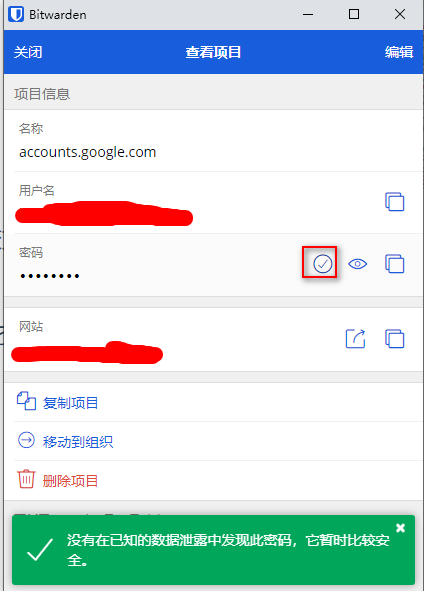 Bitwarden
关闭
查看项目
编辑
项目信息
名称
accounts.google.com
用户名
密码
••••••••
网站
复制项目
移动到组织
删除项目
没有在已知的数据泄露中发现此密码，它暂时比较安
全。